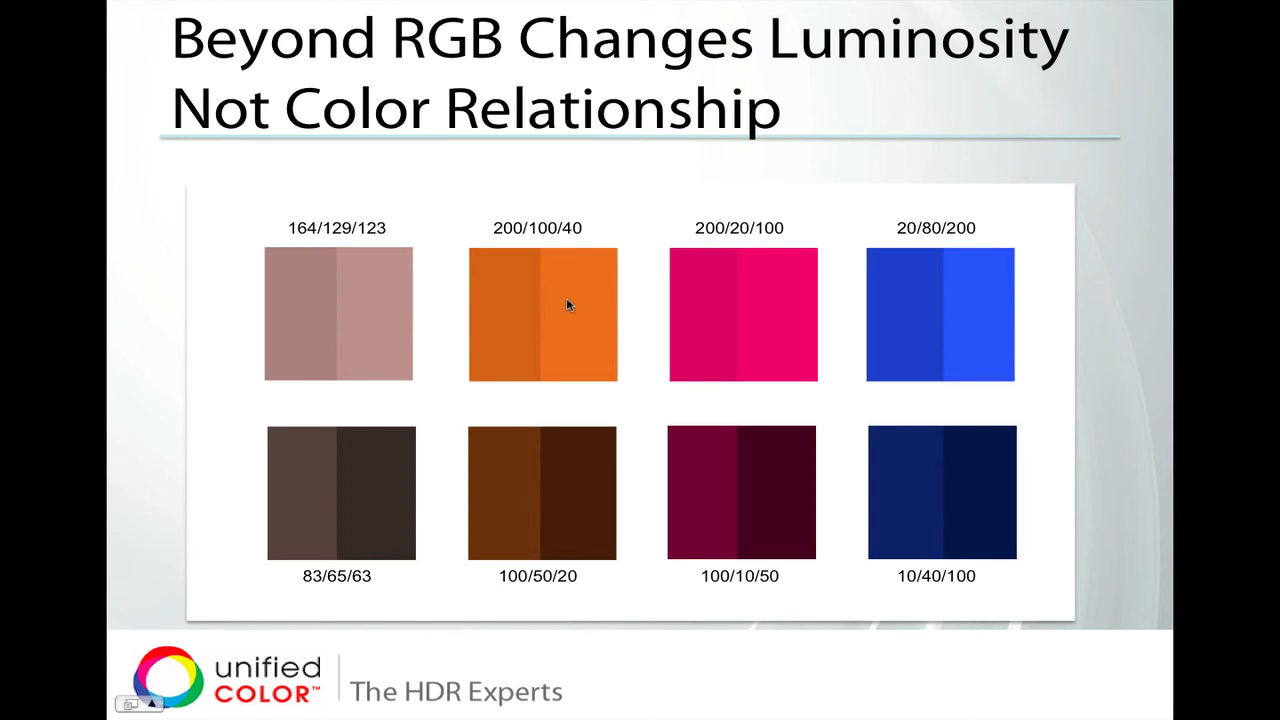 Beyond RGB Changes Luminosity
Not Color Relationship
164/129/123 200/100/40 200/20/100 20/80/200
83/65/63 100/50/20 100/10/50 10/40/100
unified
COLOR™
The HDR Experts